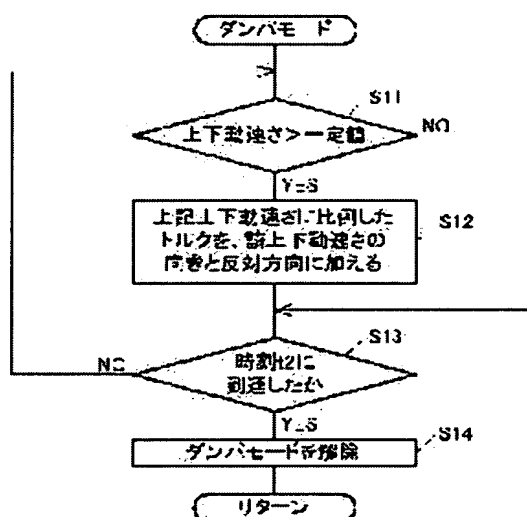 ダンパモード
S11
上下動速さ>一定値
NO
YES
上記上下動速さに比例した
トルクを、該上下動速さの
向きと反対方向に加える
S12
S13
NO
時刻t2に
到達したか
YES
S14
ダンパモードを解除
リターン